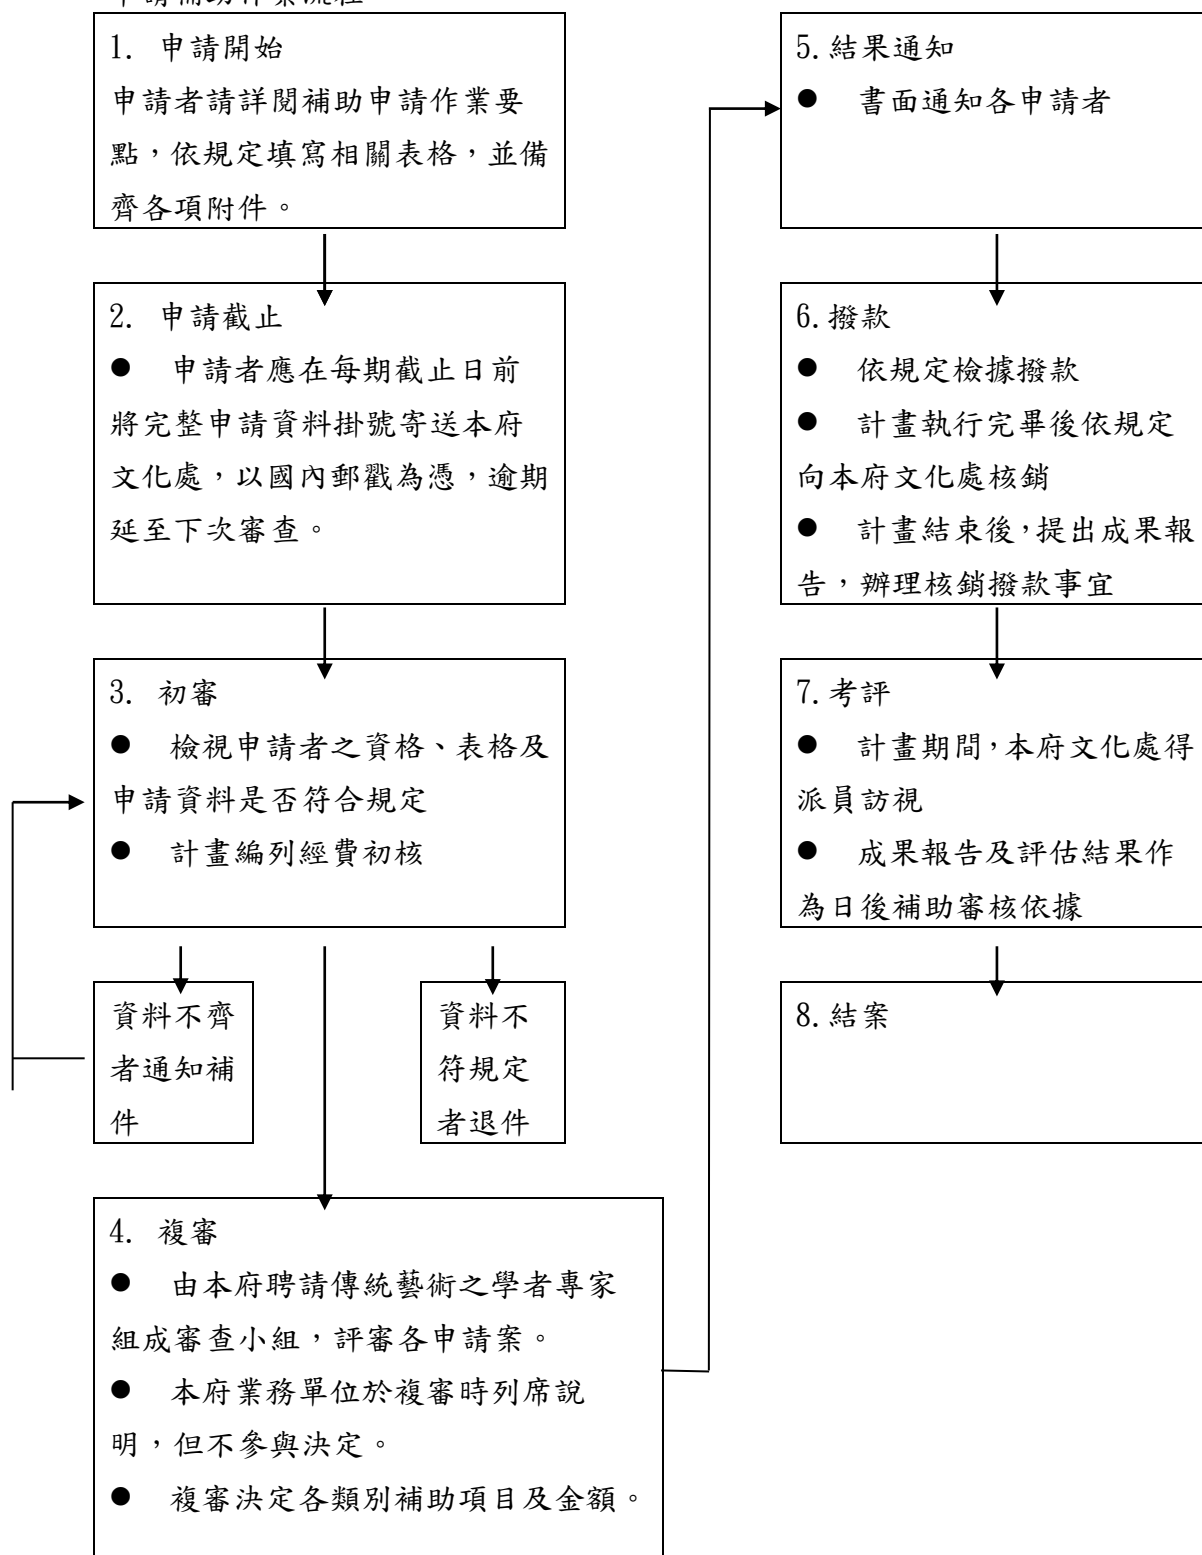 1. 申請開始
申請者請詳閱補助申請作業要
點，依規定填寫相關表格，並備
齊各項附件。
2. 申請截止
● 申請者應在每期截止日前
將完整申請資料掛號寄送本府
文化處，以國內郵戳為憑，逾期
延至下次審查。
3. 初審
● 檢視申請者之資格、表格及
申請資料是否符合規定
● 計畫編列經費初核
資料不齊
者通知補
件
資料不
符規定
者退件
4. 複審
● 由本府聘請傳統藝術之學者專家
組成審查小組，評審各申請案。
● 本府業務單位於複審時列席說
明，但不參與決定。
● 複審決定各類別補助項目及金額。
5.結果通知
● 書面通知各申請者
6.撥款
● 依規定檢據撥款
● 計畫執行完畢後依規定
向本府文化處核銷
● 計畫結束後，提出成果報
告，辦理核銷撥款事宜
7.考評
● 計畫期間，本府文化處得
派員訪視
● 成果報告及評估結果作
為日後補助審核依據
8.結案